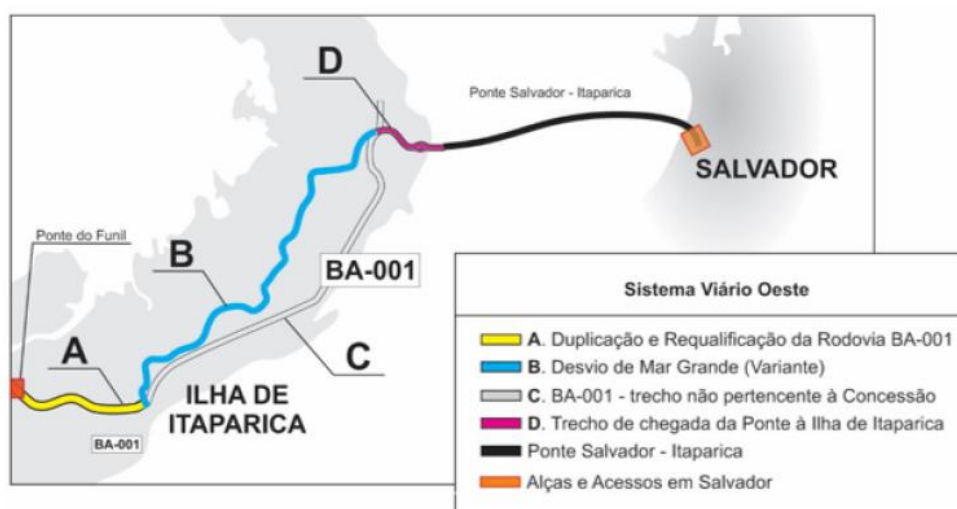 D
Ponte Salvador - Itaparica
SALVADOR
Ponte do Funil
B
BA-001
A
C
ILHA DE
ITAPARICA
BA-001
Sistema Viário Oeste
A. Duplicação e Requalificação da Rodovia BA-001
B. Desvio de Mar Grande (Variante)
C. BA-001 - trecho não pertencente à Concessão
D. Trecho de chegada da Ponte à Ilha de Itaparica
Ponte Salvador - Itaparica
Alças e Acessos em Salvador